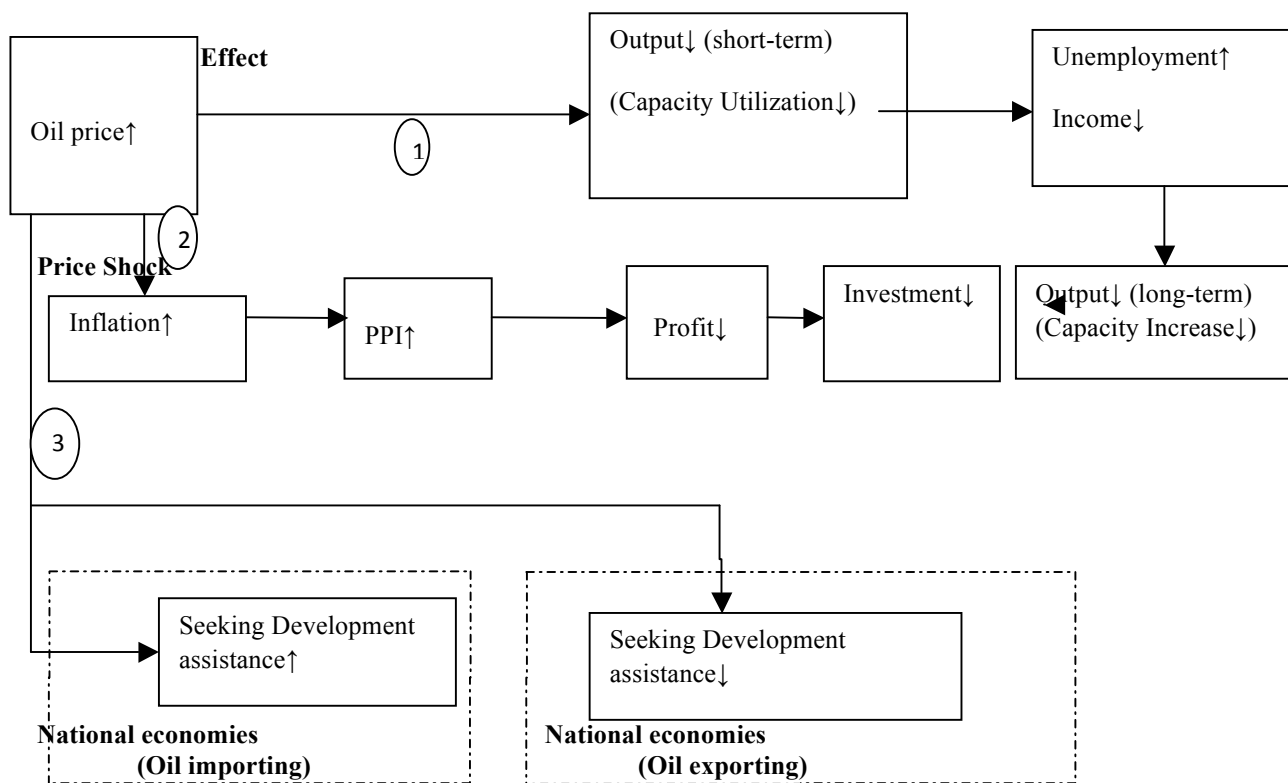 Effect
Oil price↑
Output↓ (short-term)
(Capacity Utilization↓)
Unemployment↑
Income↓
1
2
Price Shock
Inflation↑
PPI↑
Profit↓
Investment↓
Output↓ (long-term)
(Capacity Increase↓)
3
Seeking Development
assistance↑
National economies
(Oil importing)
Seeking Development
assistance↓
National economies
(Oil exporting)